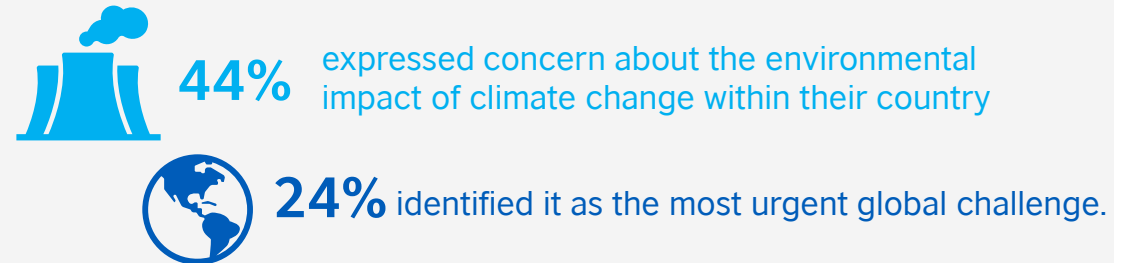 44% expressed concern about the environmental
impact of climate change within their country
24% identified it as the most urgent global challenge.